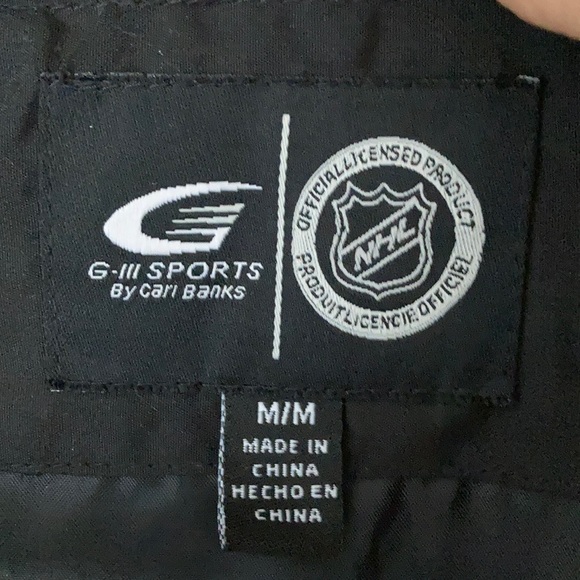 G-III SPORTS
By Carl Banks
OFFICIAL LICENSED PRODUCT
NHL
PRODUIT LICENCIE OFFICIEL
M/M
MADE IN
CHINA
HECHO EN
CHINA